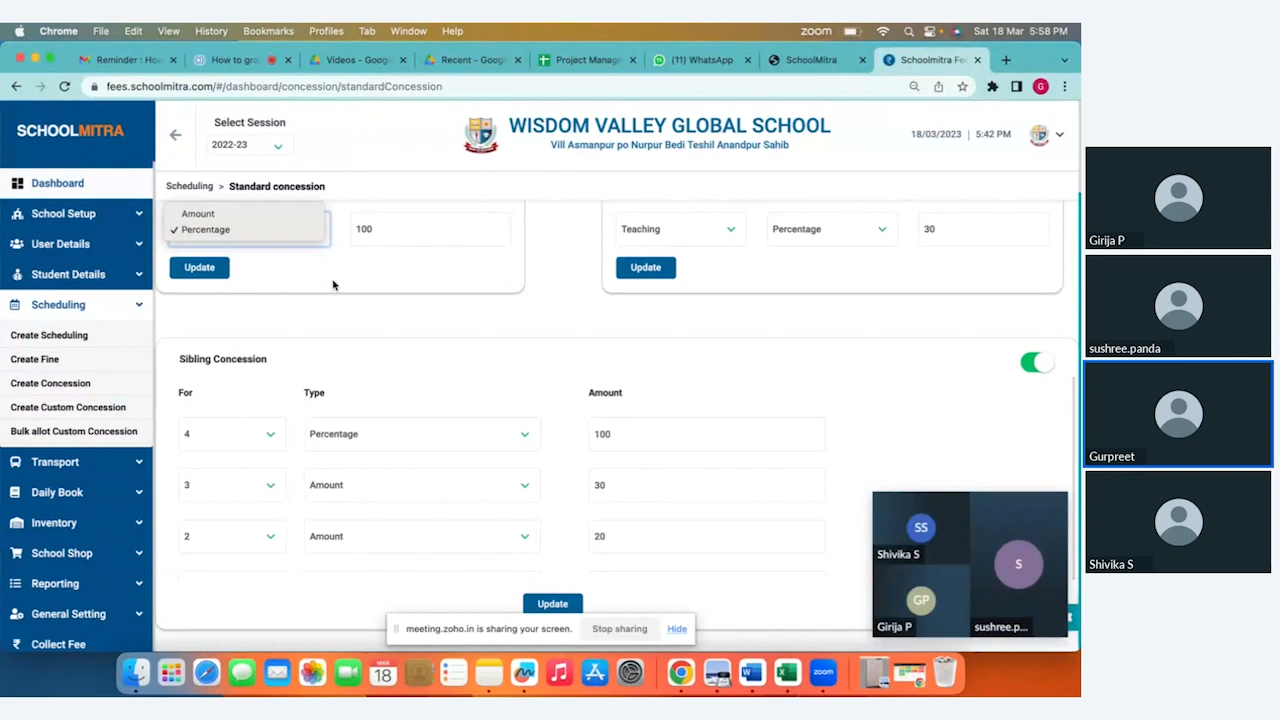 Chrome File Edit View History Bookmarks Profiles Tab Window Help zoom Sat 18 Mar 5:58 PM
Reminder : Hou How to gro Videos - Google Recent - Googl Project Manag (11) WhatsApp SchoolMitra Schoolmitra Fe
fees.schoolmitra.com/#/dashboard/concession/standardConcession G
SCHOOLMITRA
Select Session
2022-23
WISDOM VALLEY GLOBAL SCHOOL
Vill Asmanpur po Nurpur Bedi Teshil Anandpur Sahib
18/03/2023 | 5:42 PM
Scheduling > Standard concession
Dashboard
School Setup
User Details
Student Details
Scheduling
Create Scheduling
Create Fine
Create Concession
Create Custom Concession
Bulk allot Custom Concession
Transport
Daily Book
Inventory
School Shop
Reporting
General Setting
₹ Collect Fee
Amount
✓ Percentage
100
Update
Teaching Percentage 30
Update
Sibling Concession
For Type Amount
4 Percentage 100
3 Amount 30
2 Amount 20
Update
meeting.zoho.in is sharing your screen. Stop sharing Hide
SS
Shivika S
GP
Girija P
S
sushree.p...
MAR
18
zoom
Girija P
sushree.panda
Gurpreet
Shivika S